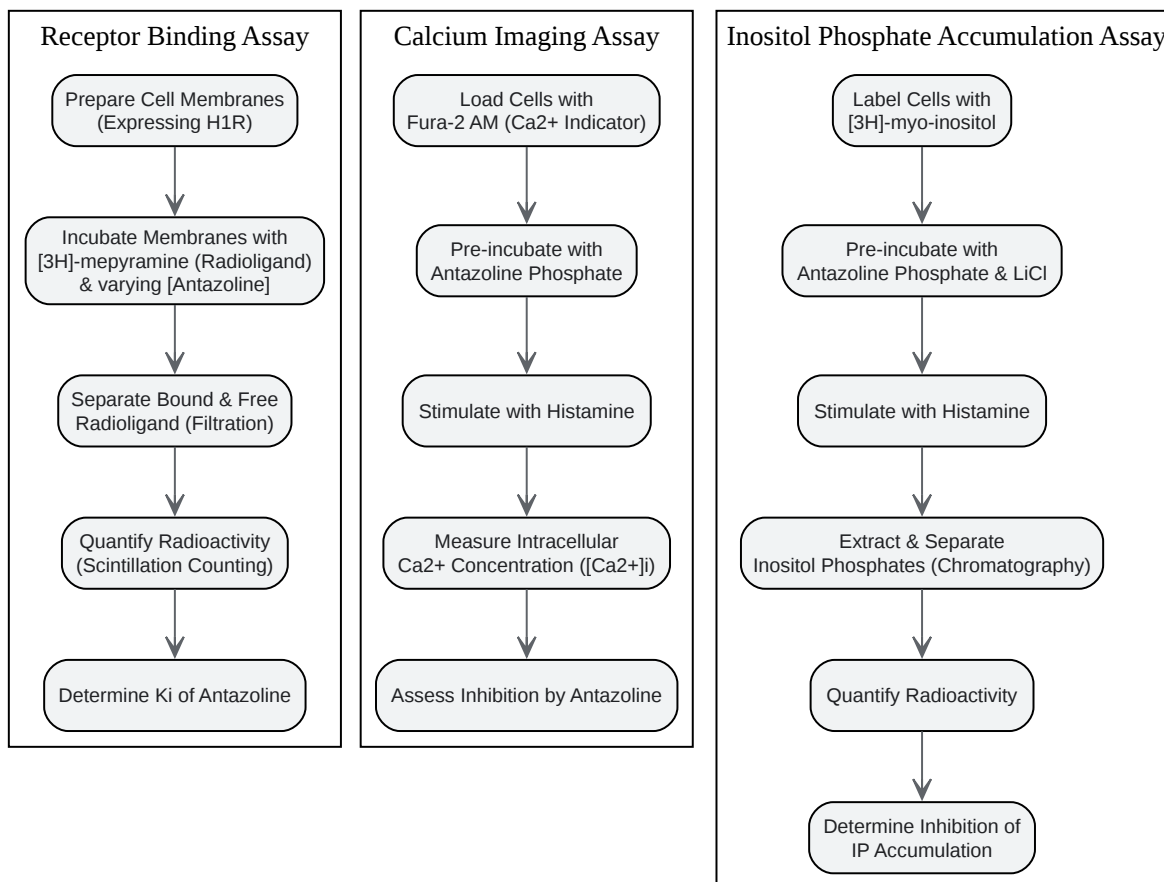 Receptor Binding Assay
Prepare Cell Membranes
(Expressing H1R)
Incubate Membranes with
[3H]-mepyramine (Radioligand)
& varying [Antazoline]
Separate Bound & Free
Radioligand (Filtration)
Quantify Radioactivity
(Scintillation Counting)
Determine Ki of Antazoline
Calcium Imaging Assay
Load Cells with
Fura-2 AM (Ca2+ Indicator)
Pre-incubate with
Antazoline Phosphate
Stimulate with Histamine
Measure Intracellular
Ca2+ Concentration ([Ca2+]i)
Assess Inhibition by Antazoline
Inositol Phosphate Accumulation Assay
Label Cells with
[3H]-myo-inositol
Pre-incubate with
Antazoline Phosphate & LiCl
Stimulate with Histamine
Extract & Separate
Inositol Phosphates (Chromatography)
Quantify Radioactivity
Determine Inhibition of
IP Accumulation